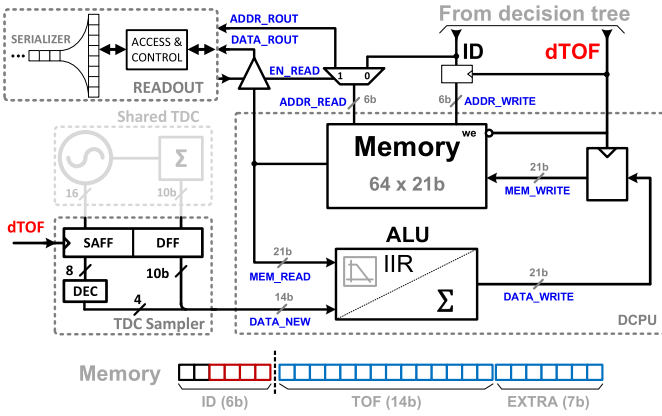 From decision tree
ADDR_ROUT
SERIALIZER
ACCESS &
CONTROL
DATA_ROUT
ID
dTOF
EN_READ
1 0
READOUT
ADDR_READ
6b
6b
ADDR_WRITE
Shared TDC
Σ
16
10b
Memory
we
64 x 21b
21b
MEM_WRITE
dTOF
SAFF
DFF
ALU
8
10b
21b
MEM_READ
IIR
Σ
21b
DATA_WRITE
DEC
4
14b
DATA_NEW
TDC Sampler
DCPU
Memory
ID (6b)
TOF (14b)
EXTRA (7b)